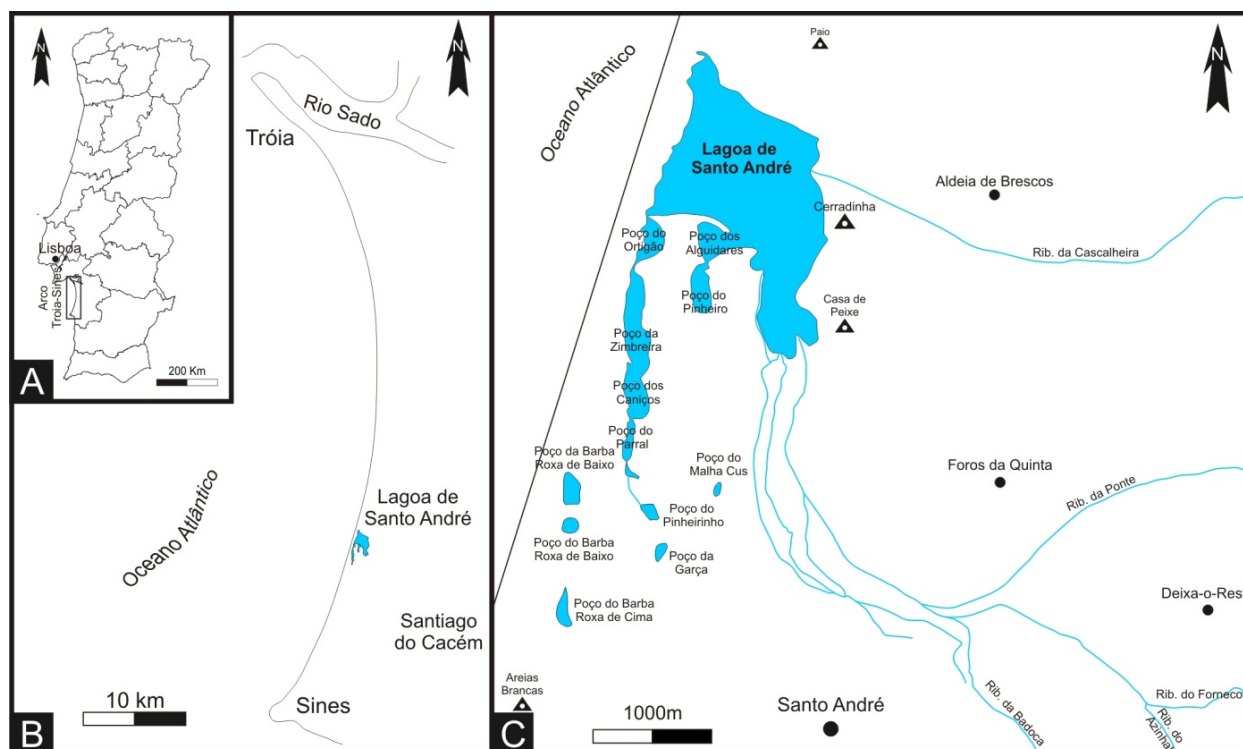 N
Lisboa
Arco
Troia-Sines
200 Km
A
N
Rio Sado
Tróia
Oceano Atlântico
Lagoa de
Santo André
Santiago
do Cacém
Sines
10 km
B
N
Oceano Atlântico
Paio
Lagoa de
Santo André
Aldeia de Brescos
Cerradinha
Rib. da Cascalheira
Poço do
Ortigão
Poço dos
Alguidares
Poço do
Pinheiro
Casa de
Peixe
Poço da
Zimbreira
Poço dos
Caniços
Poço do
Parral
Poço da Barba
Roxa de Baixo
Poço do
Malha Cus
Foros da Quinta
Rib. da Ponte
Poço do
Pinheirinho
Poço do Barba
Roxa de Baixo
Poço da
Garça
Deixa-o-Rest
Poço do Barba
Roxa de Cima
Areias
Brancas
Santo André
Rib. da Badoca
Rib. do Forneco
Rib. do
Azinhal
1000m
C